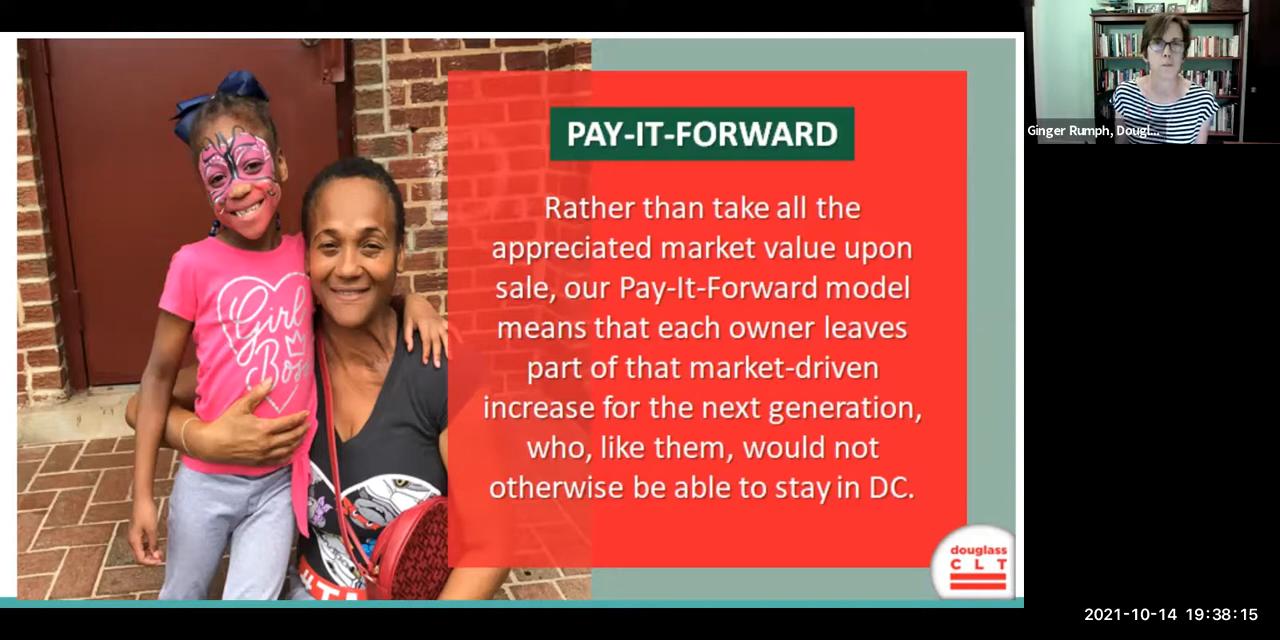 PAY-IT-FORWARD
Rather than take all the
appreciated market value upon
sale, our Pay-It-Forward model
means that each owner leaves
part of that market-driven
increase for the next generation,
who, like them, would not
otherwise be able to stay in DC.
Girl
Boss
douglass
CLT
Ginger Rumph, Dougl...
2021-10-14 19:38:15